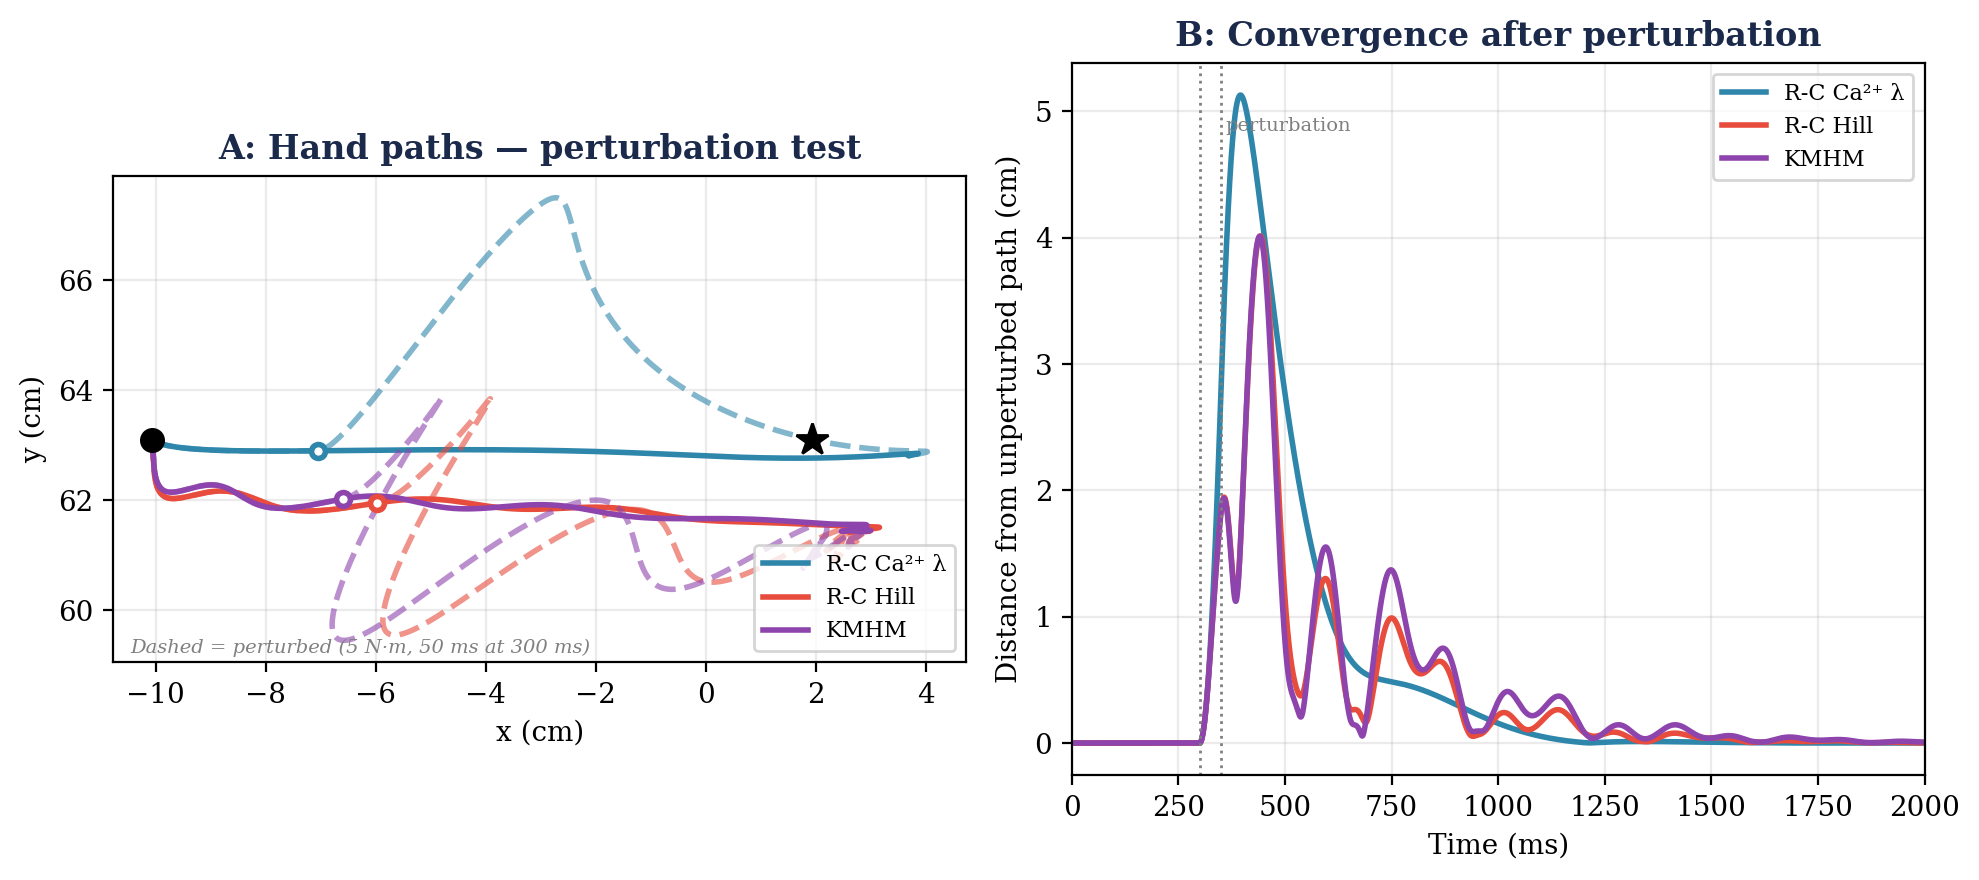 A: Hand paths — perturbation test
y (cm)
66
64
62
60
R-C Ca²⁺ λ
R-C Hill
KMHM
Dashed = perturbed (5 N·m, 50 ms at 300 ms)
−10 −8 −6 −4 −2 0 2 4
x (cm)
B: Convergence after perturbation
Distance from unperturbed path (cm)
5
4
3
2
1
0
perturbation
R-C Ca²⁺ λ
R-C Hill
KMHM
0 250 500 750 1000 1250 1500 1750 2000
Time (ms)